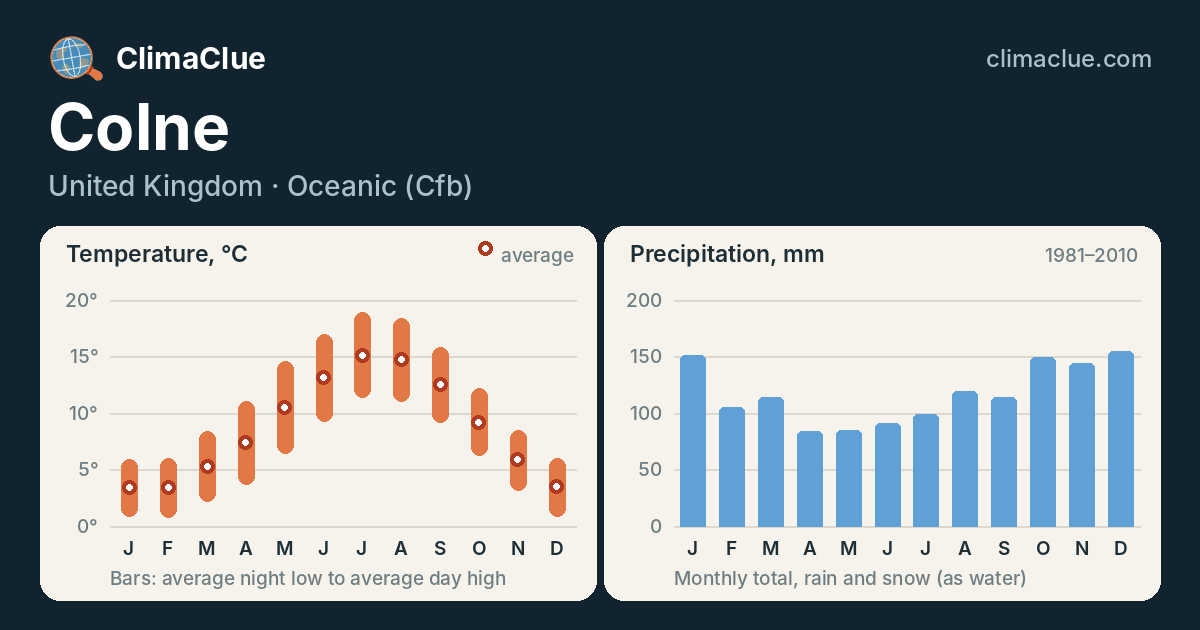 ClimaClue
climaclue.com
Colne
United Kingdom · Oceanic (Cfb)
Temperature, °C
average
20°
15°
10°
5°
0°
J F M A M J J A S O N D
Bars: average night low to average day high
Precipitation, mm
1981–2010
200
150
100
50
0
J F M A M J J A S O N D
Monthly total, rain and snow (as water)